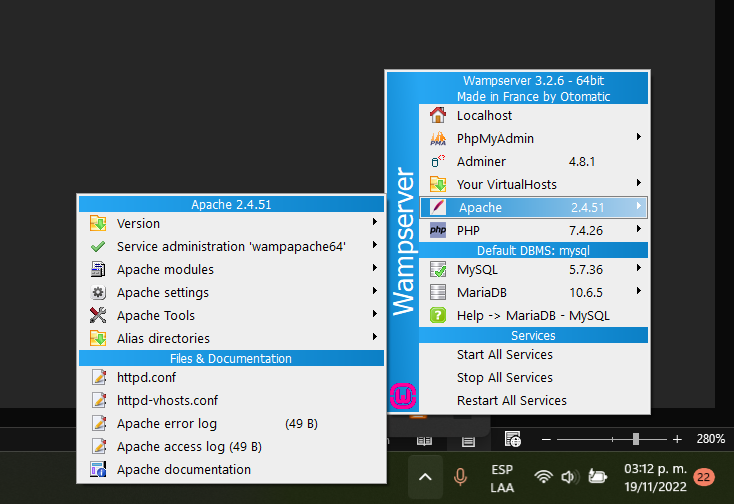 Wampserver 3.2.6 - 64bit
Made in France by Otomatic
Wampserver
Localhost
PhpMyAdmin
Adminer 4.8.1
Your VirtualHosts
Apache 2.4.51
PHP 7.4.26
Default DBMS: mysql
MySQL 5.7.36
MariaDB 10.6.5
Help -> MariaDB - MySQL
Services
Start All Services
Stop All Services
Restart All Services
Apache 2.4.51
Version
Service administration 'wampapache64'
Apache modules
Apache settings
Apache Tools
Alias directories
Files & Documentation
httpd.conf
httpd-vhosts.conf
Apache error log (49 B)
Apache access log (49 B)
Apache documentation
280%
ESP
LAA
03:12 p. m.
19/11/2022
22